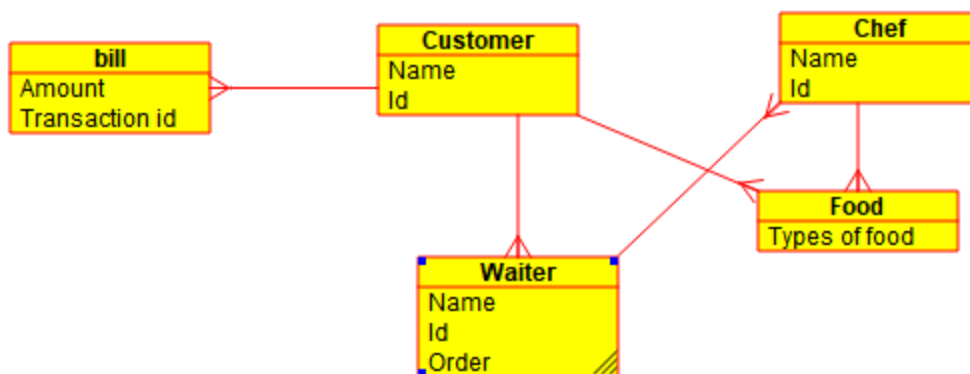 bill
Amount
Transaction id
Customer
Name
Id
Chef
Name
Id
Food
Types of food
Waiter
Name
Id
Order